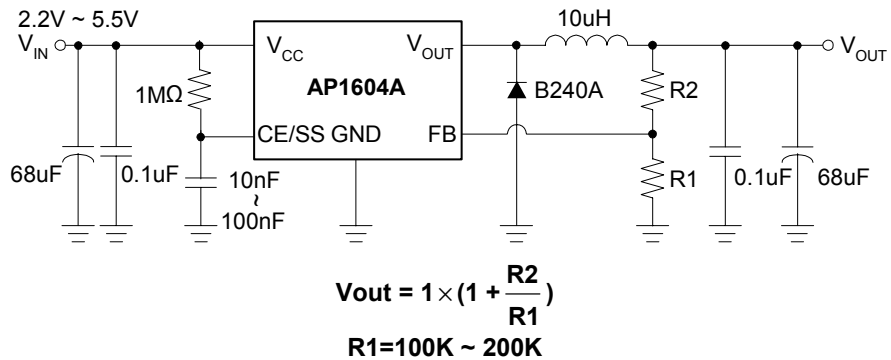 2.2V ~ 5.5V
10uH
VIN
VCC
VOUT
VOUT
AP1604A
1MΩ
B240A
R2
CE/SS GND
FB
68uF
0.1uF
10nF
~
100nF
R1
0.1uF
68uF
Vout = 1 × (1 + R2/R1)
R1=100K ~ 200K